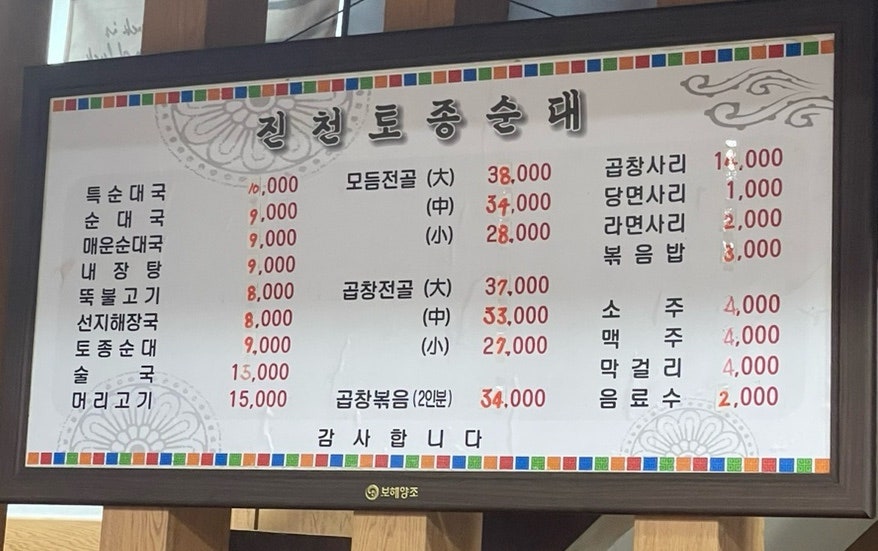 진천토종순대
특순대국 10,000
순대국 9,000
매운순대국 9,000
내장탕 9,000
뚝불고기 8,000
선지해장국 8,000
토종순대 9,000
술국 13,000
머리고기 15,000
모듬전골 (大) 38,000
(中) 34,000
(小) 28,000
곱창전골 (大) 37,000
(中) 33,000
(小) 27,000
곱창볶음 (2인분) 34,000
곱창사리 14,000
당면사리 1,000
라면사리 2,000
볶음밥 3,000
소주 4,000
맥주 4,000
막걸리 4,000
음료수 2,000
감사합니다
보해양조